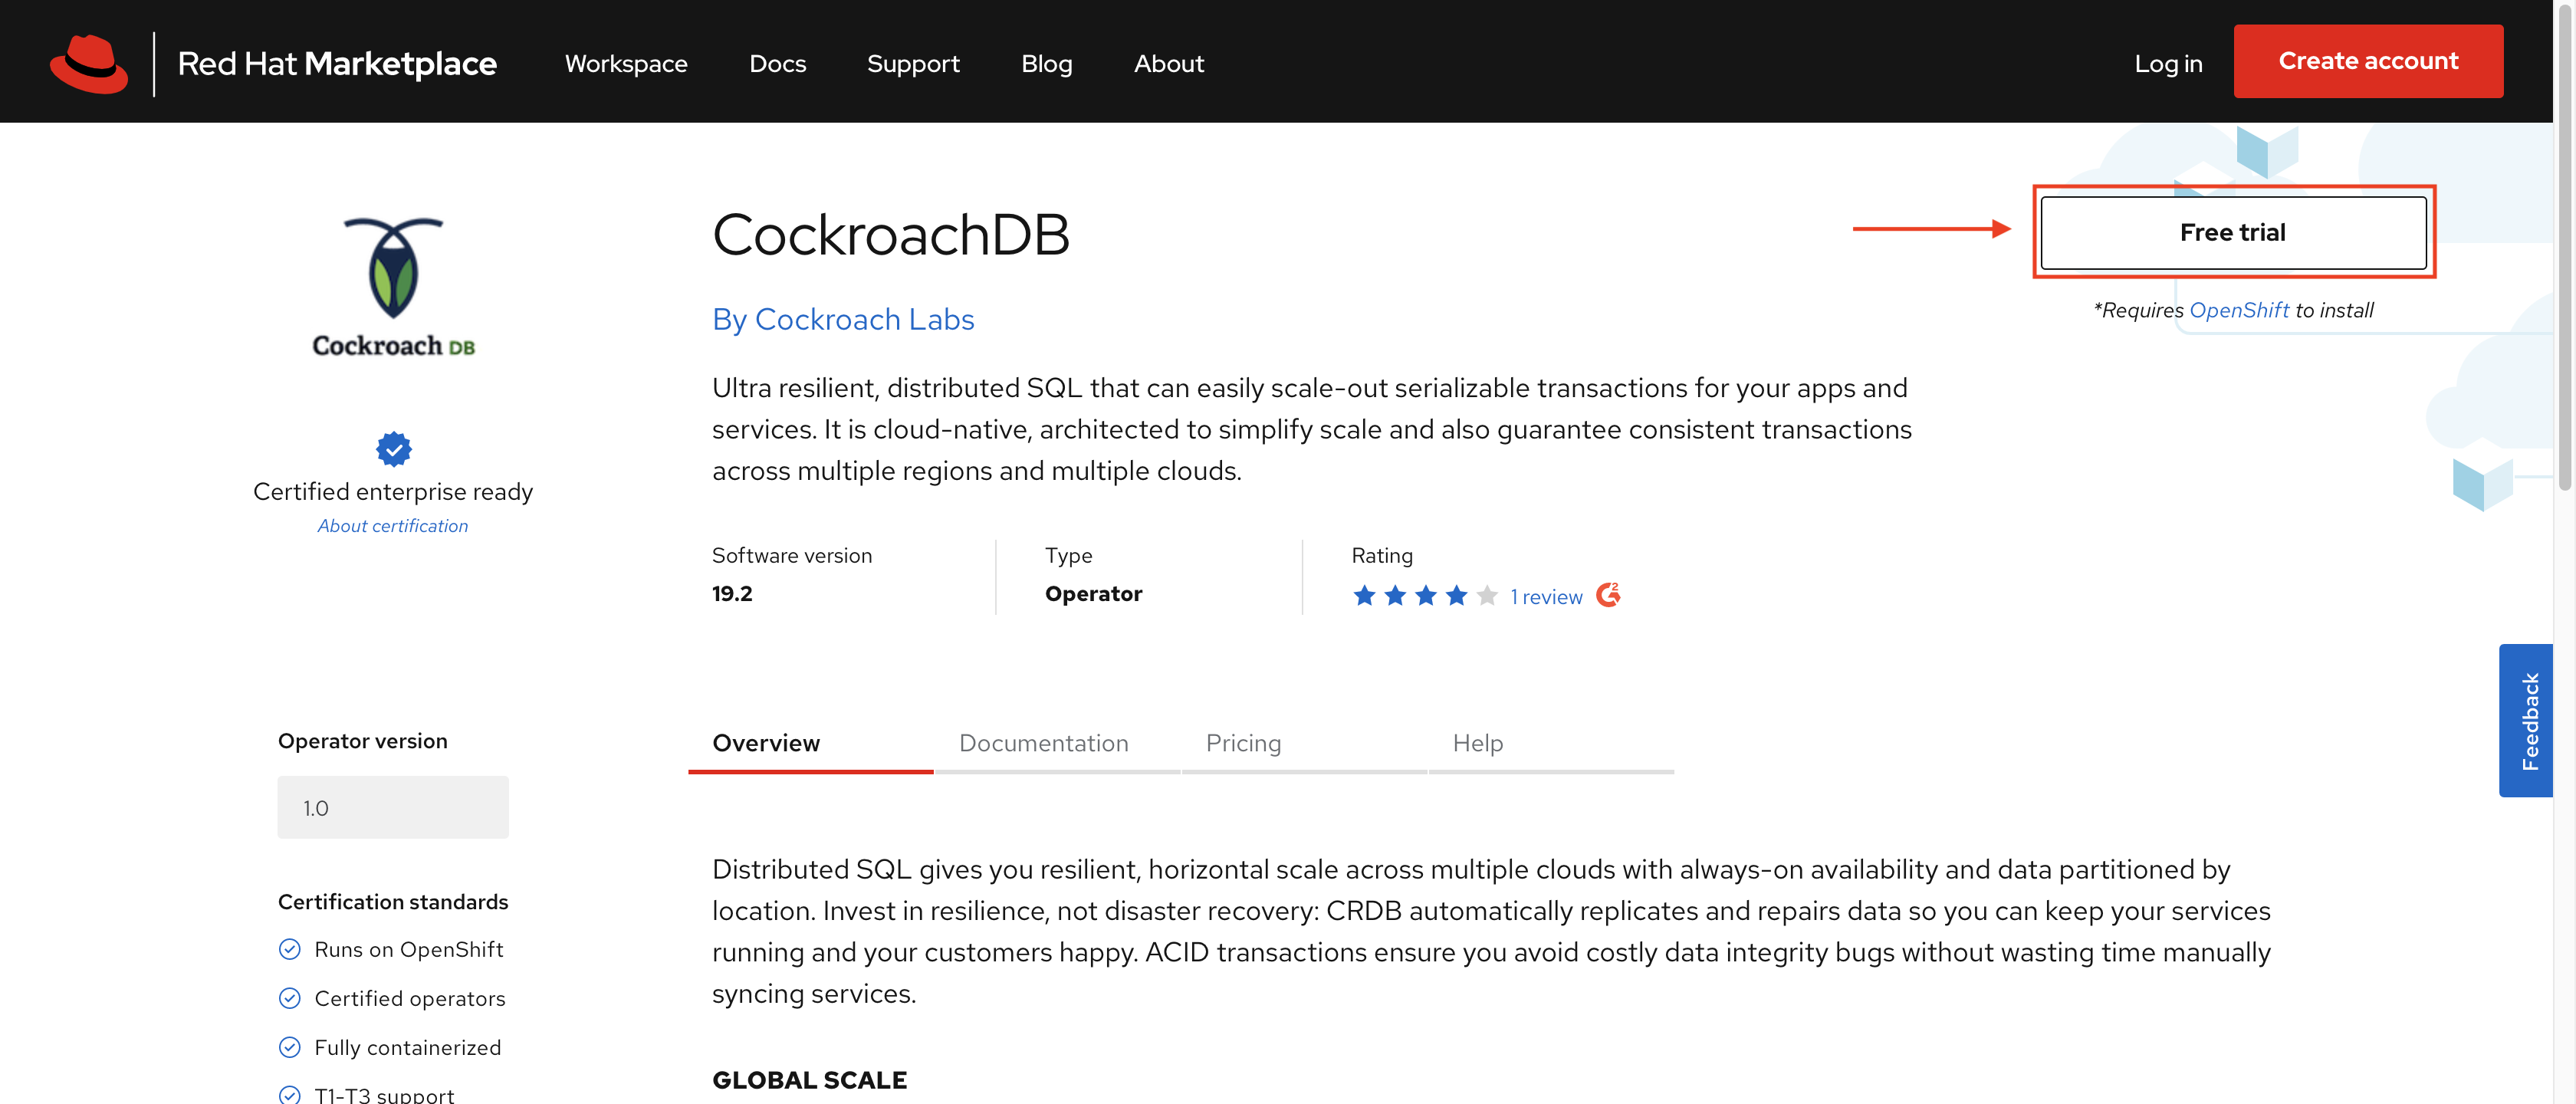 Red Hat Marketplace
Workspace
Docs
Support
Blog
About
Log in
Create account
Cockroach DB
Certified enterprise ready
About certification
CockroachDB
By Cockroach Labs
Ultra resilient, distributed SQL that can easily scale-out serializable transactions for your apps and
services. It is cloud-native, architected to simplify scale and also guarantee consistent transactions
across multiple regions and multiple clouds.
Free trial
*Requires OpenShift to install
Software version
19.2
Type
Operator
Rating
1 review
Feedback
Operator version
1.0
Certification standards
Runs on OpenShift
Certified operators
Fully containerized
T1-T3 support
Overview
Documentation
Pricing
Help
Distributed SQL gives you resilient, horizontal scale across multiple clouds with always-on availability and data partitioned by
location. Invest in resilience, not disaster recovery: CRDB automatically replicates and repairs data so you can keep your services
running and your customers happy. ACID transactions ensure you avoid costly data integrity bugs without wasting time manually
syncing services.
GLOBAL SCALE